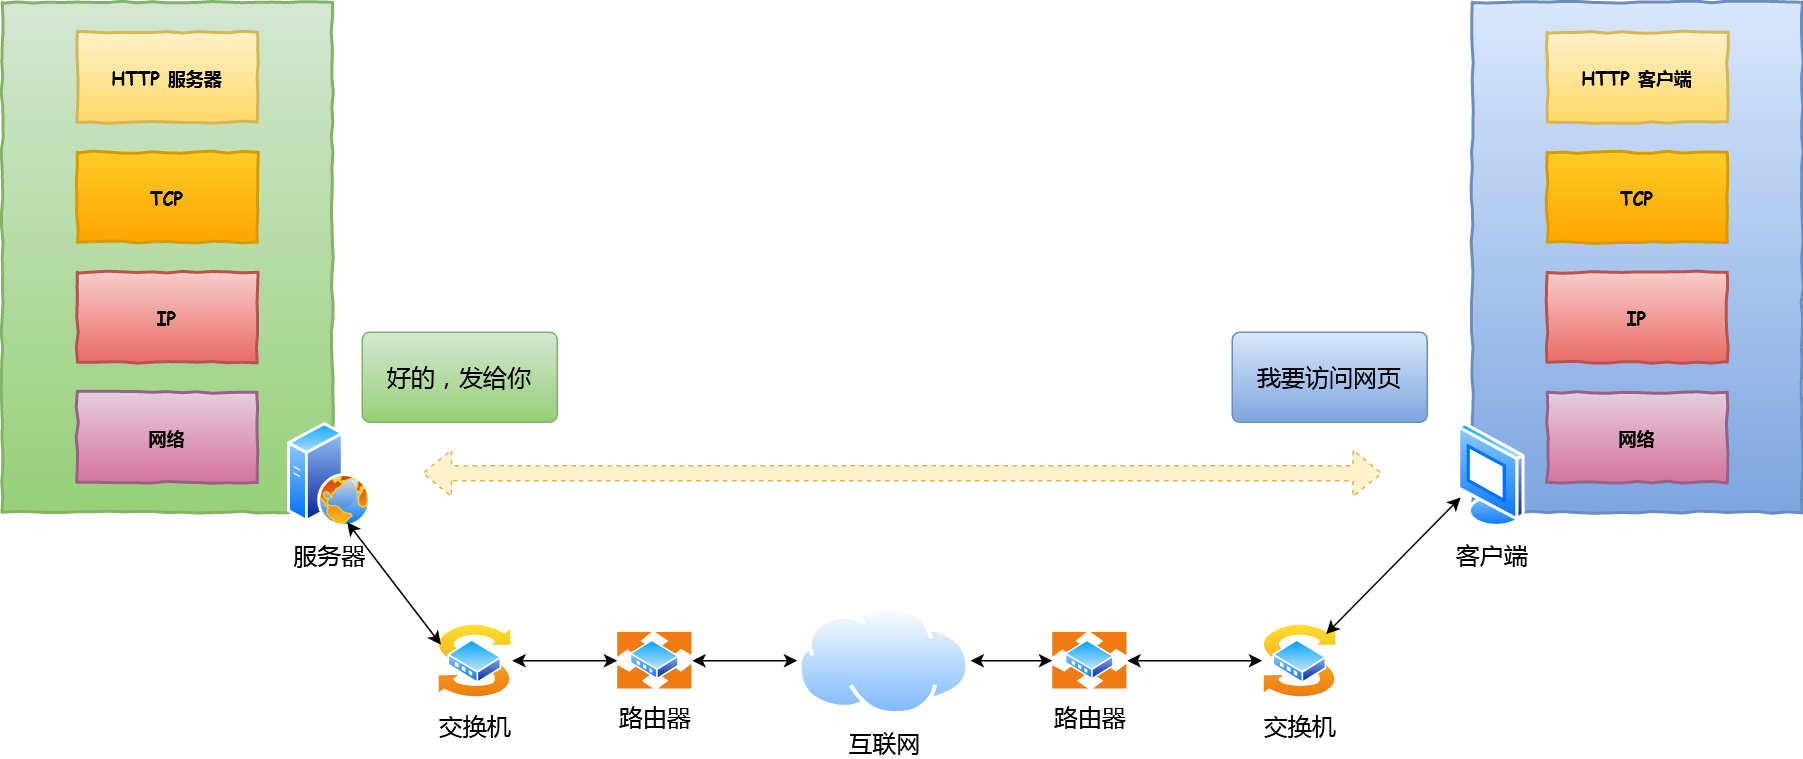 HTTP 服务器
TCP
IP
网络
服务器
好的，发给你
我要访问网页
HTTP 客户端
TCP
IP
网络
客户端
交换机
路由器
互联网
路由器
交换机